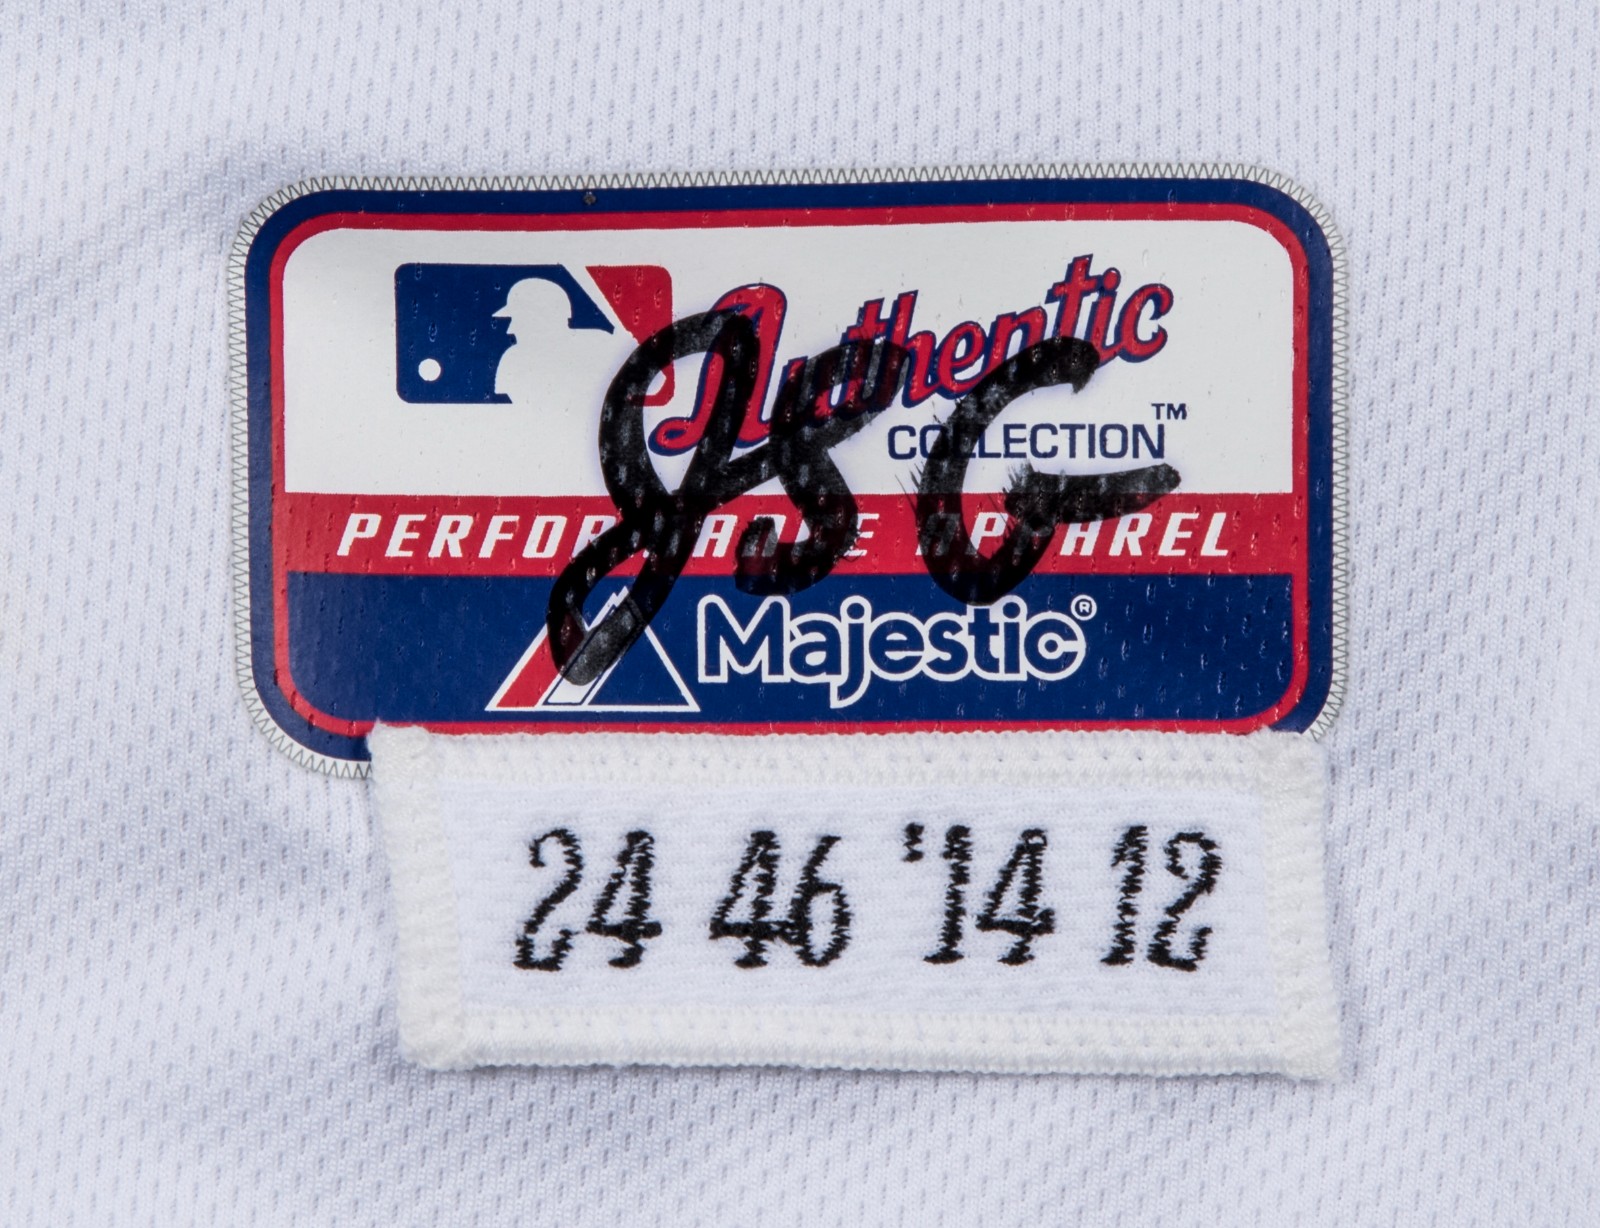 Authentic
COLLECTION™
PERFORMANCE APPAREL
Majestic®
24 46 '14 12